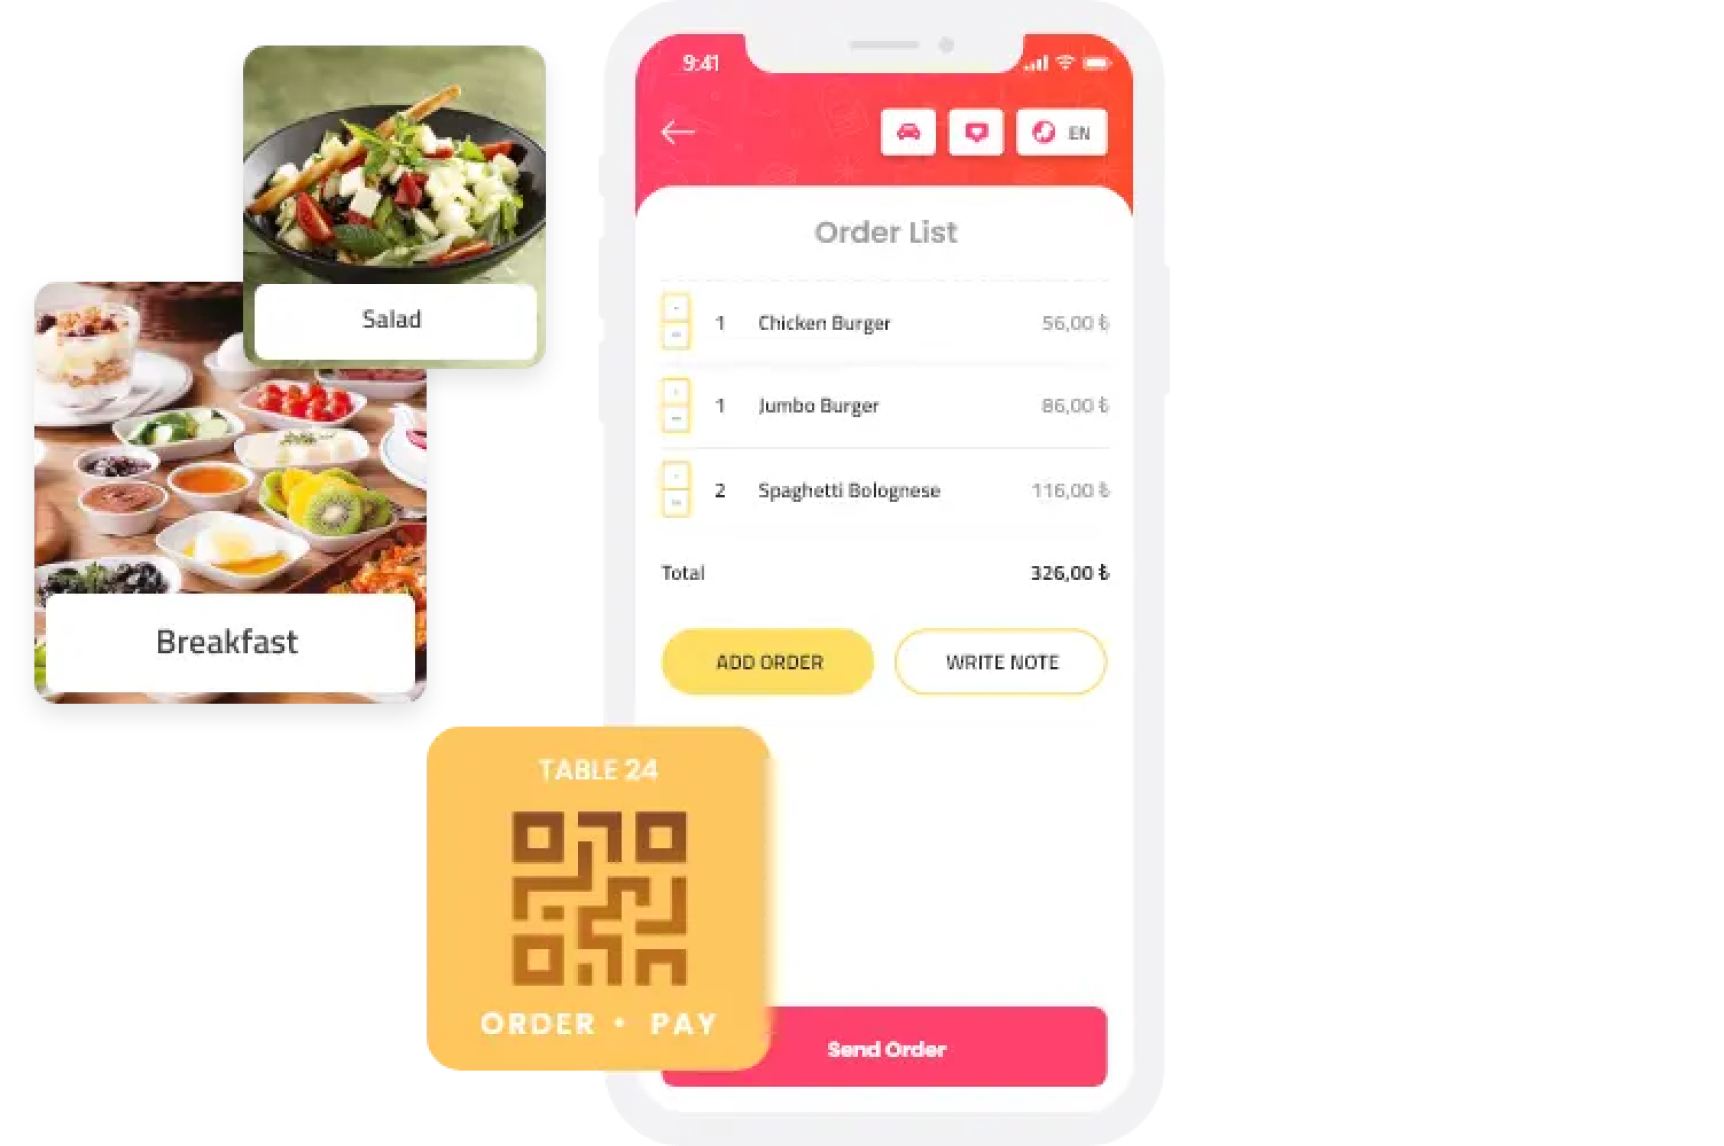 9:41
EN
Order List
1 Chicken Burger 56,00 ₺
1 Jumbo Burger 86,00 ₺
2 Spaghetti Bolognese 116,00 ₺
Total 326,00 ₺
ADD ORDER WRITE NOTE
Send Order
Salad
Breakfast
TABLE 24
ORDER • PAY